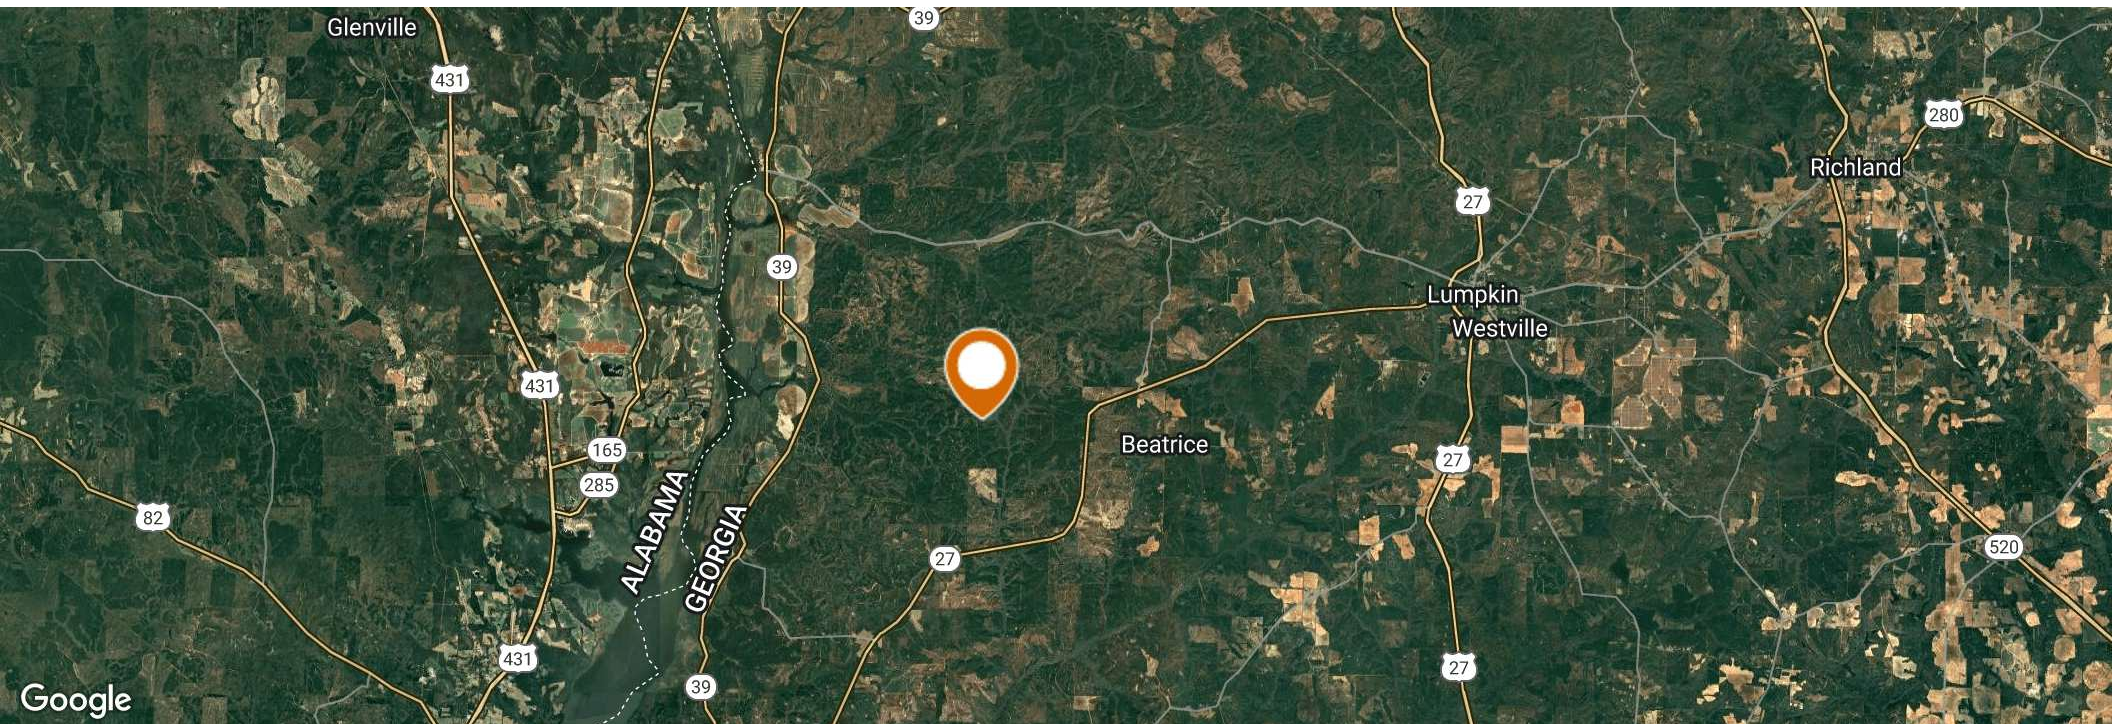 Glenville
39
431
280
Richland
27
39
Lumpkin
Westville
431
Beatrice
165
27
285
82
ALABAMA
GEORGIA
520
27
431
27
39
Google